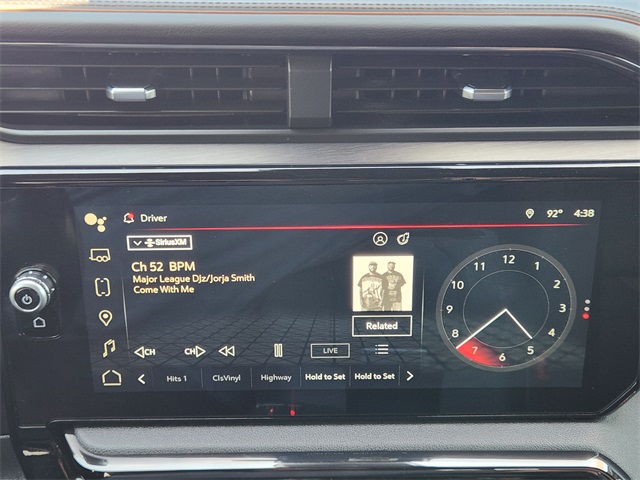 Driver 92° 4:38
SiriusXM
Ch 52 BPM
Major League DJz/Jorja Smith
Come With Me
Related
CH CH LIVE
Hits 1 ClsVinyl Highway Hold to Set Hold to Set
12
1
2
3
4
5
6
7
8
9
10
11